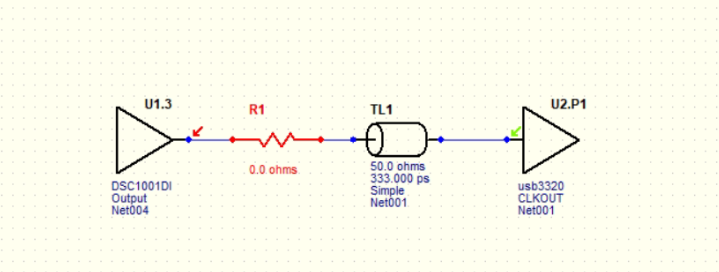 U1.3
DSC1001DI
Output
Net004
R1
0.0 ohms
TL1
50.0 ohms
333.000 ps
Simple
Net001
U2.P1
usb3320
CLKOUT
Net001